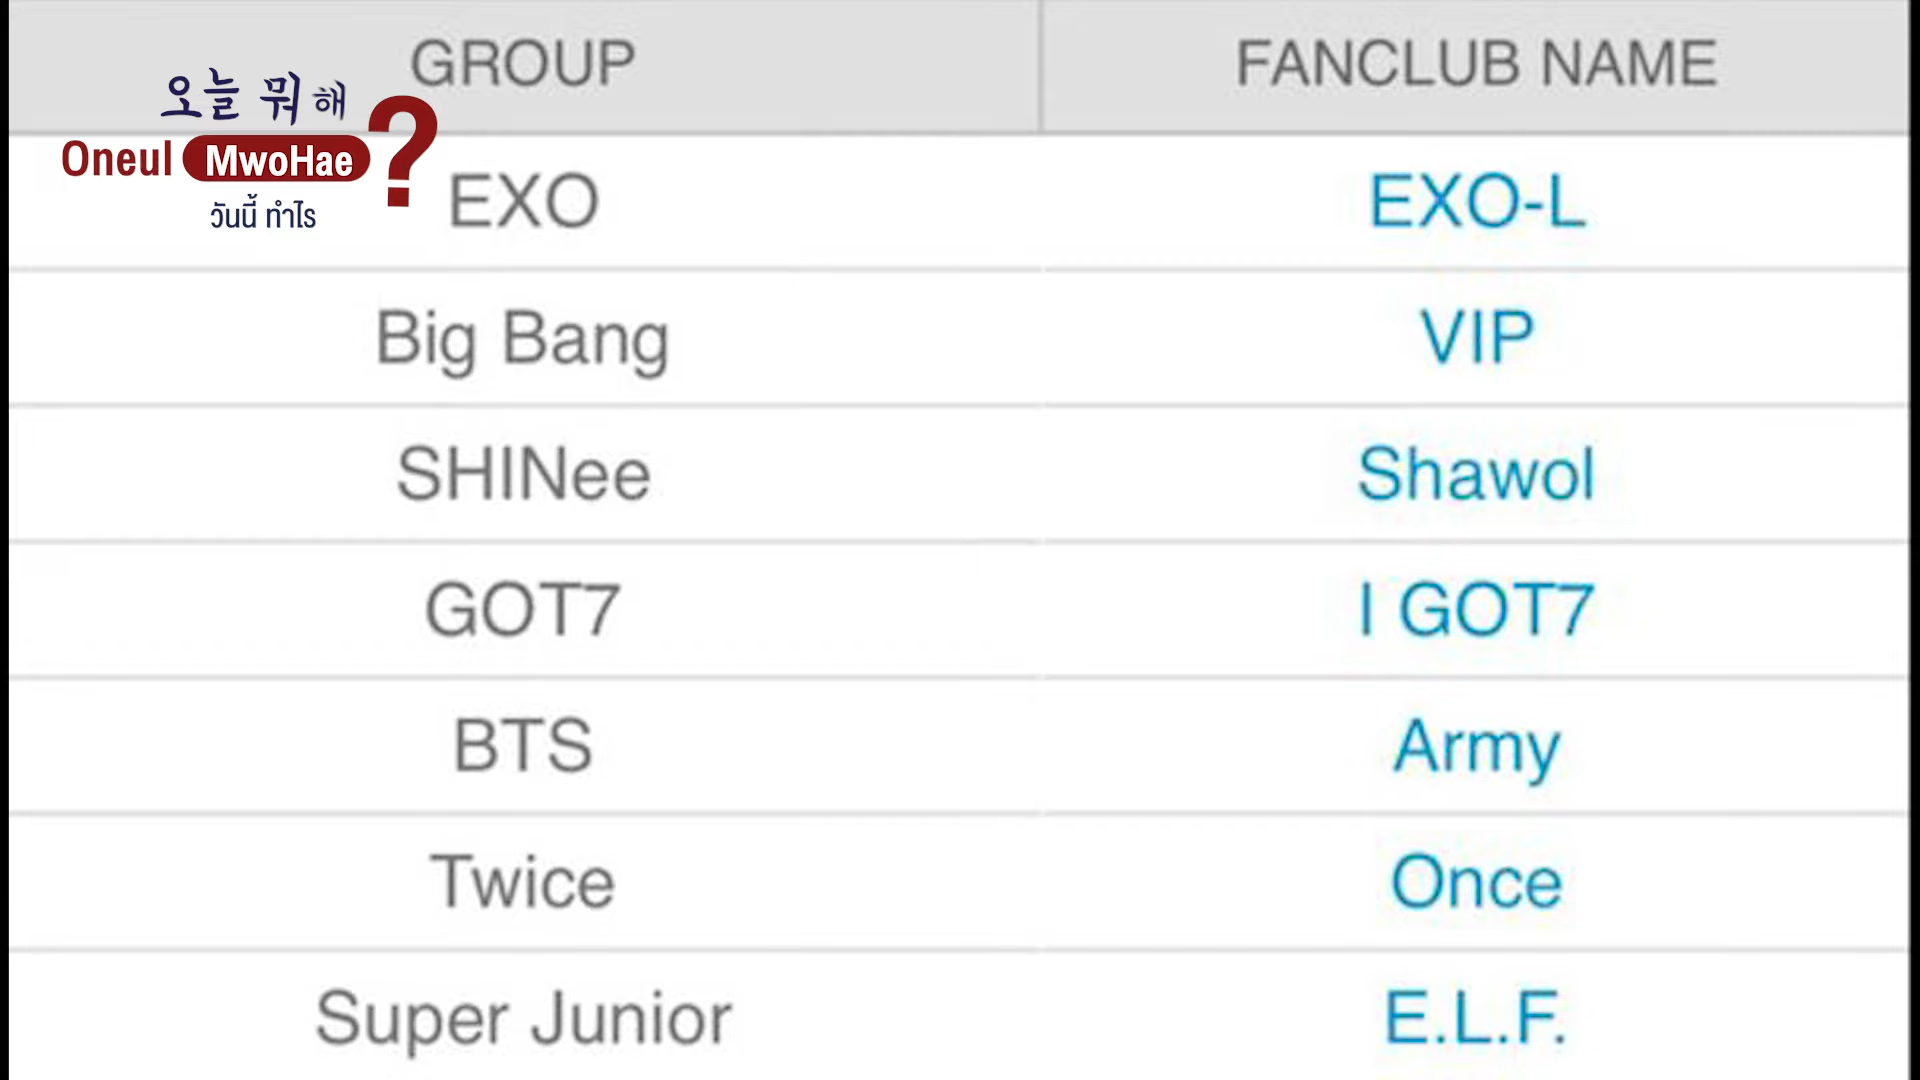 GROUP FANCLUB NAME
오늘 뭐해
Oneul MwoHae?
วันนี้ ทำไร
EXO EXO-L
Big Bang VIP
SHINee Shawol
GOT7 I GOT7
BTS Army
Twice Once
Super Junior E.L.F.